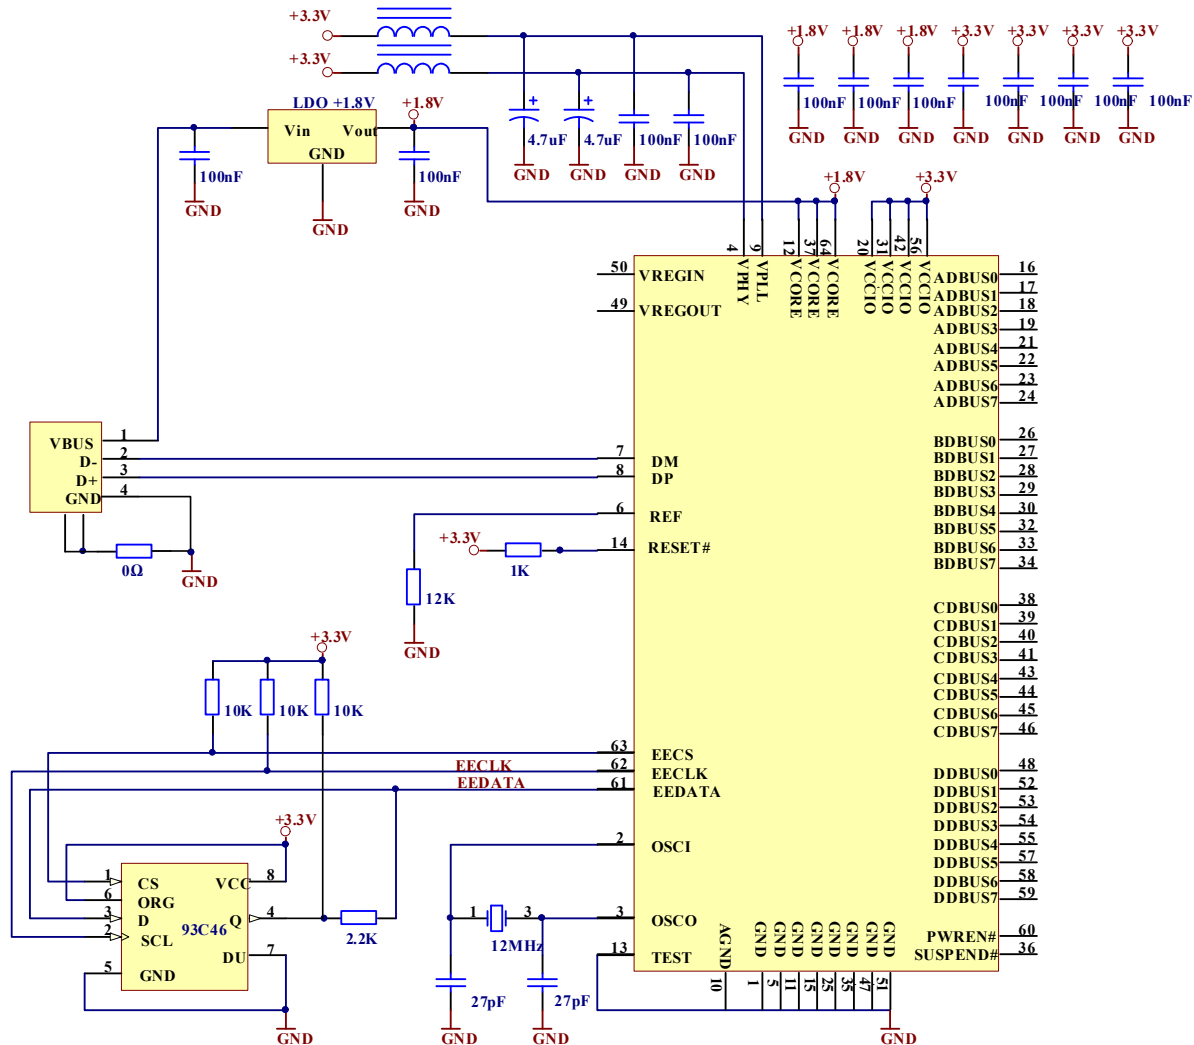 +3.3V
+3.3V
LDO +1.8V
+1.8V
Vin
Vout
GND
100nF
GND
GND
100nF
GND
4.7uF
4.7uF
100nF
100nF
GND
GND
GND
GND
+1.8V
+1.8V
+1.8V
+3.3V
+3.3V
+3.3V
+3.3V
100nF
100nF
100nF
100nF
100nF
100nF
100nF
GND
GND
GND
GND
GND
GND
GND
+1.8V
+3.3V
4
9
12
37
64
20
31
42
56
VPHY
VPLL
VCORE
VCORE
VCORE
VCCIO
VCCIO
VCCIO
VCCIO
50
VREGIN
49
VREGOUT
ADBUS0
16
ADBUS1
17
ADBUS2
18
ADBUS3
19
ADBUS4
21
ADBUS5
22
ADBUS6
23
ADBUS7
24
BDBUS0
26
BDBUS1
27
BDBUS2
28
BDBUS3
29
BDBUS4
30
BDBUS5
32
BDBUS6
33
BDBUS7
34
CDBUS0
38
CDBUS1
39
CDBUS2
40
CDBUS3
41
CDBUS4
43
CDBUS5
44
CDBUS6
45
CDBUS7
46
DDBUS0
48
DDBUS1
52
DDBUS2
53
DDBUS3
54
DDBUS4
55
DDBUS5
57
DDBUS6
58
DDBUS7
59
PWREN#
60
SUSPEND#
36
VBUS
1
D-
2
D+
3
GND
4
0Ω
GND
7
DM
8
DP
6
REF
+3.3V
1K
14
RESET#
12K
GND
+3.3V
10K
10K
10K
63
EECS
EECLK
62
EECLK
EEDATA
61
EEDATA
+3.3V
1
CS
6
ORG
3
D
2
SCL
5
GND
93C46
VCC
8
Q
4
DU
7
2.2K
GND
2
OSCI
1
3
12MHz
3
OSCO
13
TEST
27pF
27pF
GND
GND
AGND
GND
GND
GND
GND
GND
GND
GND
GND
10
1
5
11
15
25
35
47
51
GND